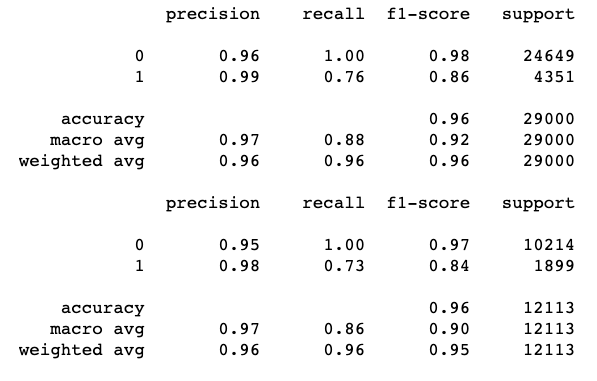 precision recall f1-score support
0 0.96 1.00 0.98 24649
1 0.99 0.76 0.86 4351
accuracy 0.96 29000
macro avg 0.97 0.88 0.92 29000
weighted avg 0.96 0.96 0.96 29000
precision recall f1-score support
0 0.95 1.00 0.97 10214
1 0.98 0.73 0.84 1899
accuracy 0.96 12113
macro avg 0.97 0.86 0.90 12113
weighted avg 0.96 0.96 0.95 12113